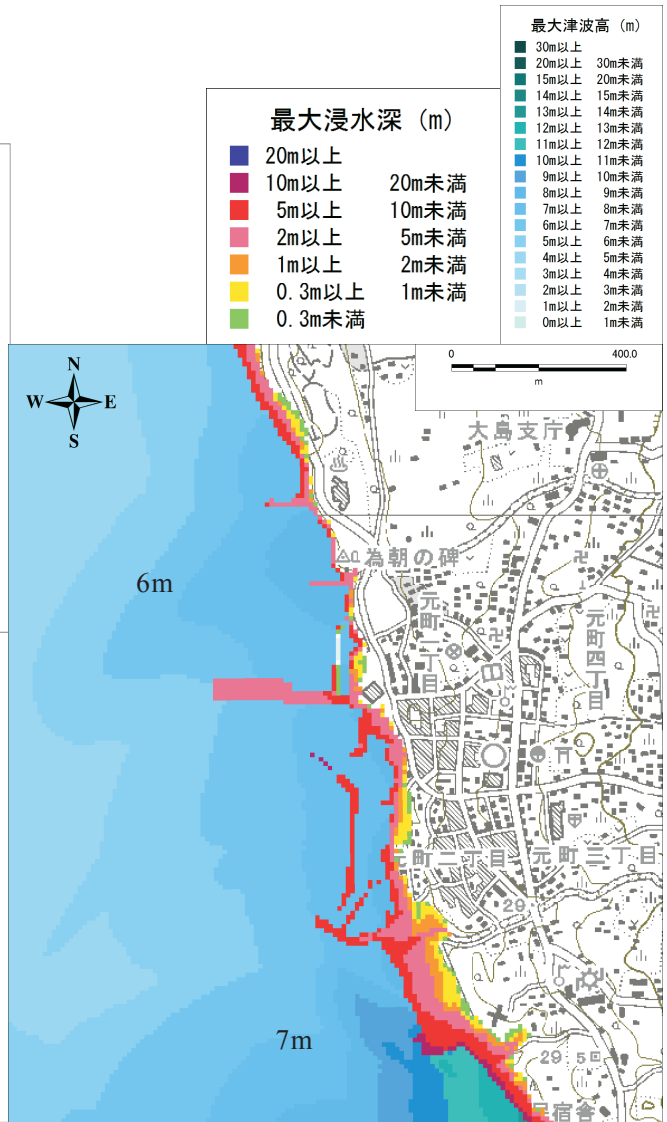 最大津波高 (m)
30m以上
20m以上 30m未満
15m以上 20m未満
14m以上 15m未満
13m以上 14m未満
12m以上 13m未満
11m以上 12m未満
10m以上 11m未満
9m以上 10m未満
8m以上 9m未満
7m以上 8m未満
6m以上 7m未満
5m以上 6m未満
4m以上 5m未満
3m以上 4m未満
2m以上 3m未満
1m以上 2m未満
0m以上 1m未満
最大浸水深 (m)
20m以上
10m以上 20m未満
5m以上 10m未満
2m以上 5m未満
1m以上 2m未満
0.3m以上 1m未満
0.3m未満
0 400.0
m
N
W E
S
大島支庁
為朝の碑
6m
元町一丁目
元町四丁目
元町二丁目
元町三丁目
29
7m
29
民宿舎